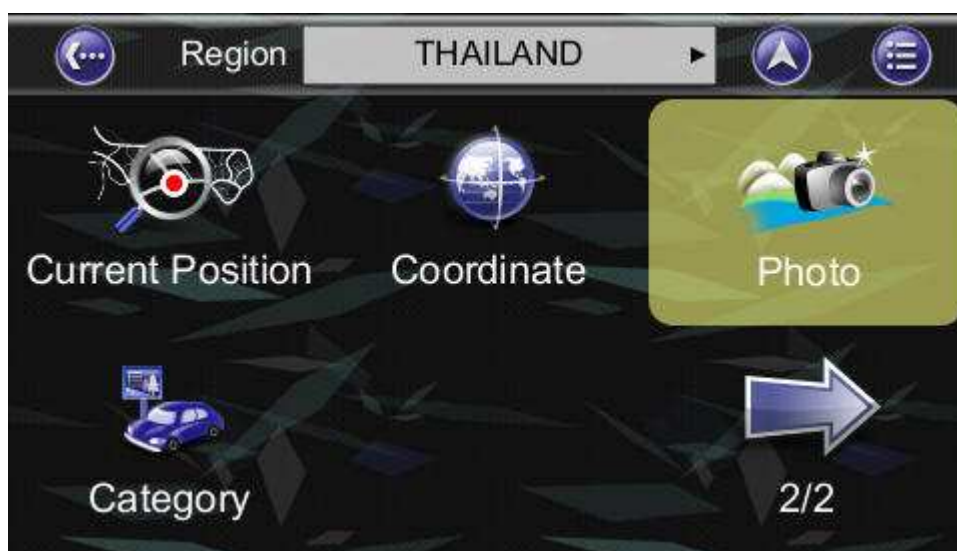 Region THAILAND
Current Position Coordinate Photo
Category 2/2